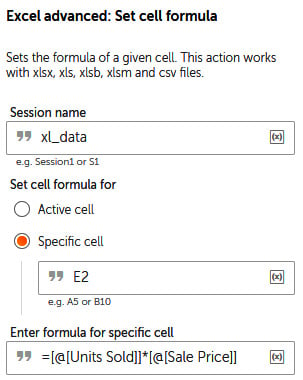 Excel advanced: Set cell formula
Sets the formula of a given cell. This action works
with xlsx, xls, xlsb, xlsm and csv files.
Session name
xl_data
(x)
e.g. Session1 or S1
Set cell formula for
Active cell
Specific cell
E2
(x)
e.g. A5 or B10
Enter formula for specific cell
=[@[Units Sold]]*[@[Sale Price]]
(x)